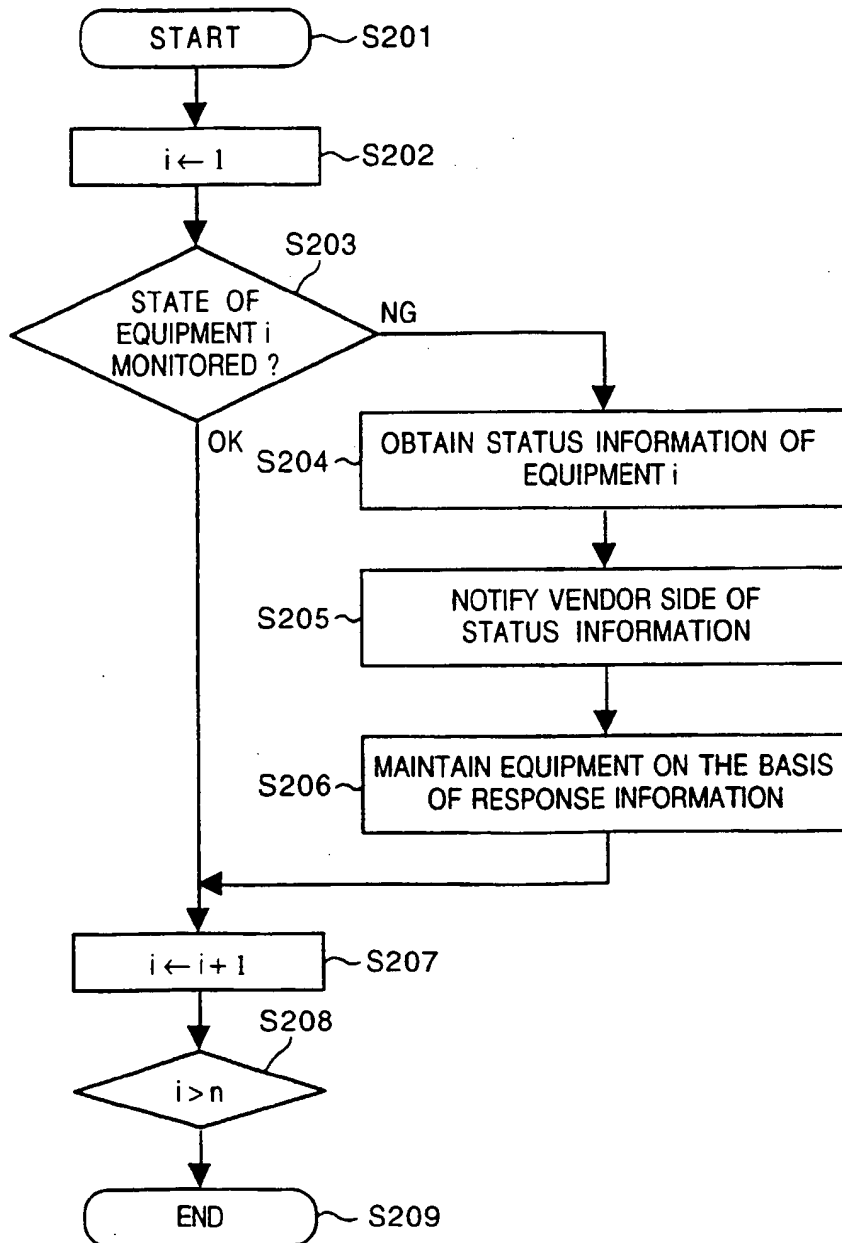 START
S201
i ← 1
S202
S203
STATE OF
EQUIPMENT i
MONITORED ?
NG
OK
OBTAIN STATUS INFORMATION OF
EQUIPMENT i
S204
NOTIFY VENDOR SIDE OF
STATUS INFORMATION
S205
MAINTAIN EQUIPMENT ON THE BASIS
OF RESPONSE INFORMATION
S206
i ← i + 1
S207
S208
i > n
END
S209